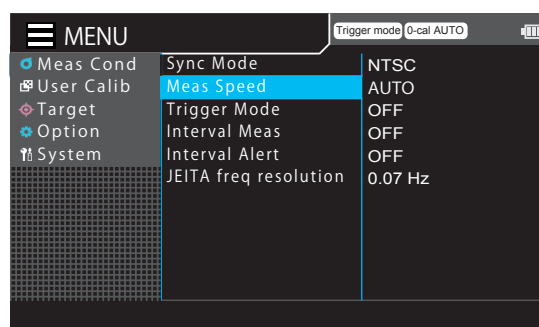 MENU
Trigger mode 0-cal AUTO
Meas Cond
User Calib
Target
Option
System
Sync Mode NTSC
Meas Speed AUTO
Trigger Mode OFF
Interval Meas OFF
Interval Alert OFF
JEITA freq resolution 0.07 Hz